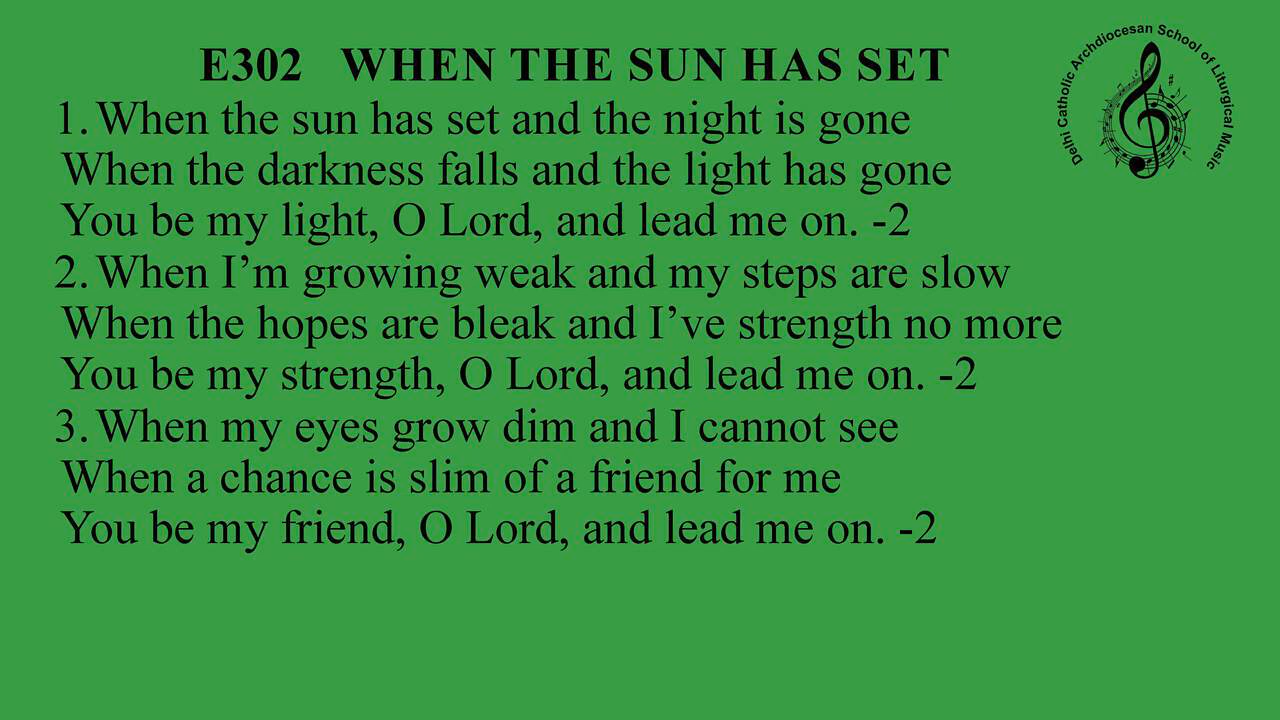 E302 WHEN THE SUN HAS SET
1. When the sun has set and the night is gone
When the darkness falls and the light has gone
You be my light, O Lord, and lead me on. -2
2. When I’m growing weak and my steps are slow
When the hopes are bleak and I’ve strength no more
You be my strength, O Lord, and lead me on. -2
3. When my eyes grow dim and I cannot see
When a chance is slim of a friend for me
You be my friend, O Lord, and lead me on. -2
Delhi Catholic Archdiocesan School of Liturgical Music